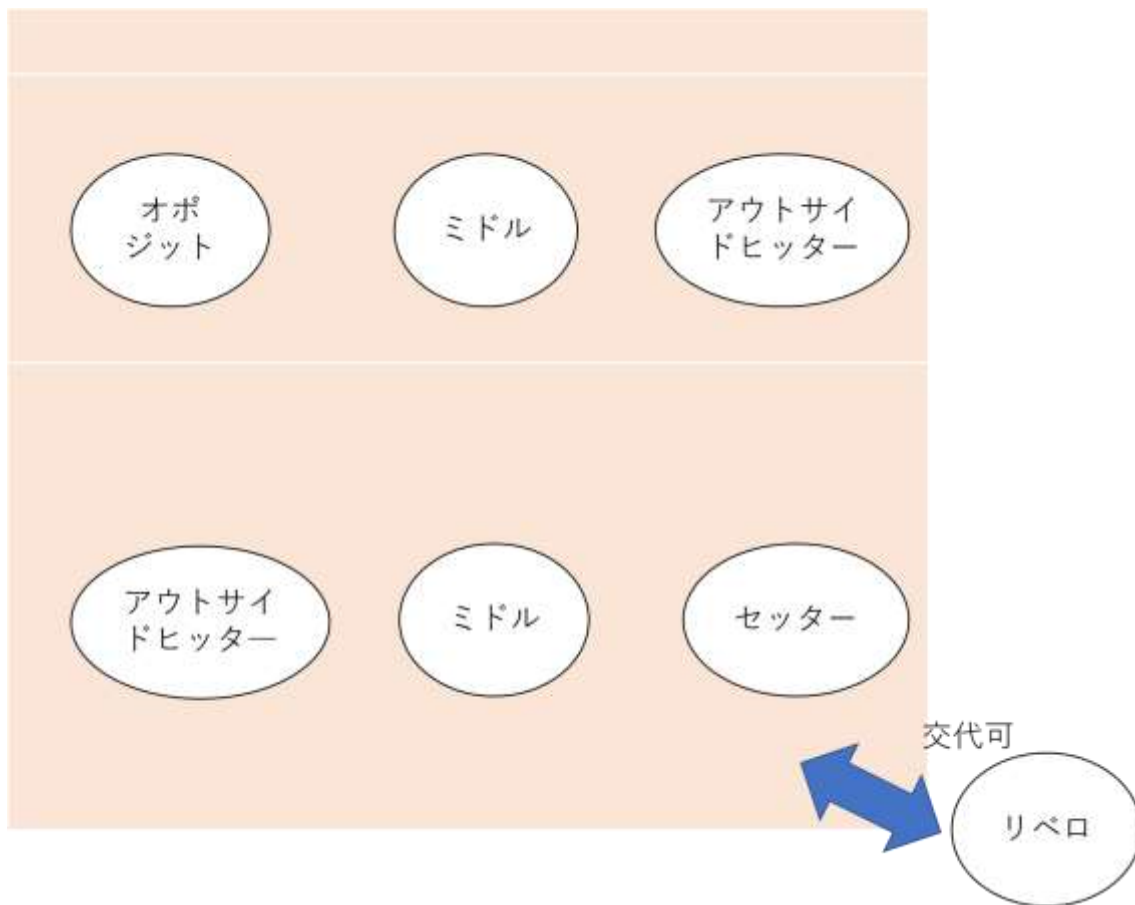 オポ
ジット
ミドル
アウトサイ
ドヒッター
アウトサイ
ドヒッター
ミドル
セッター
交代可
リベロ